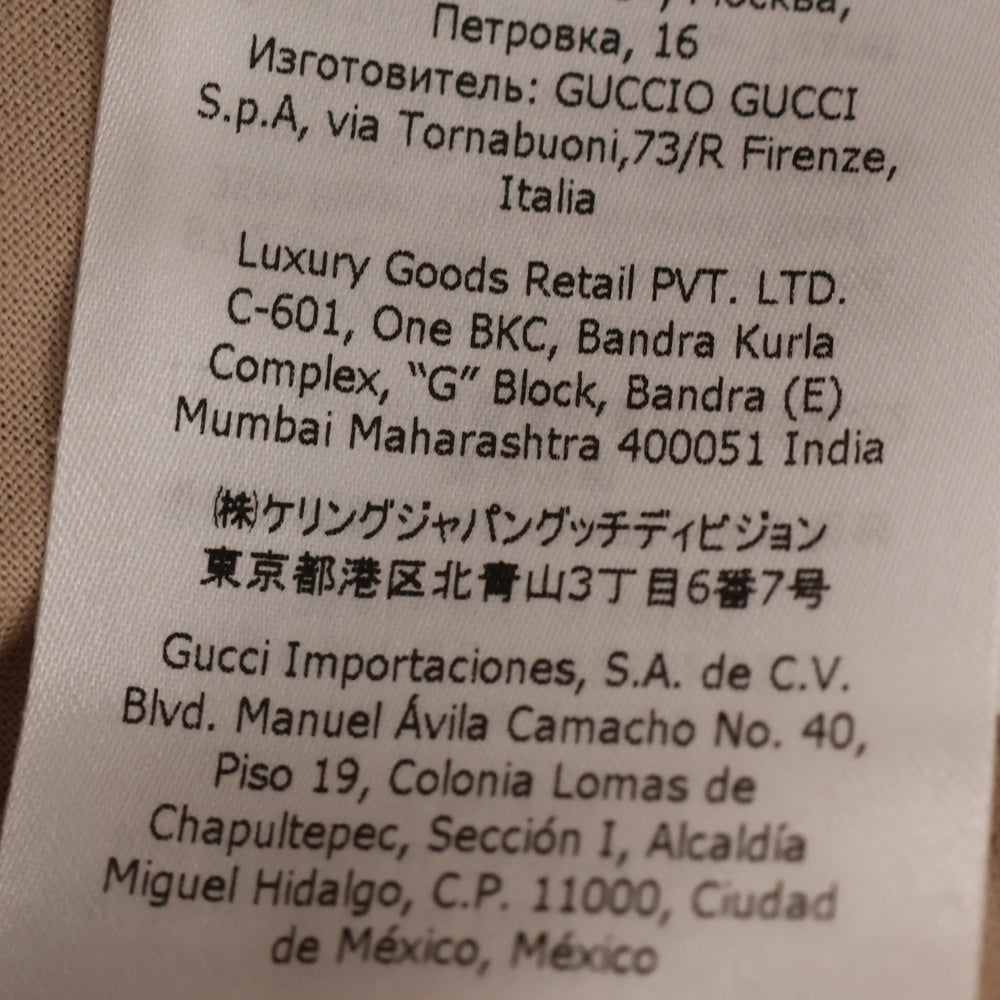 Москва,
Петровка, 16
Изготовитель: GUCCIO GUCCI
S.p.A, via Tornabuoni,73/R Firenze,
Italia
Luxury Goods Retail PVT. LTD.
C-601, One BKC, Bandra Kurla
Complex, “G” Block, Bandra (E)
Mumbai Maharashtra 400051 India
㈱ケリングジャパングッチディビジョン
東京都港区北青山3丁目6番7号
Gucci Importaciones, S.A. de C.V.
Blvd. Manuel Ávila Camacho No. 40,
Piso 19, Colonia Lomas de
Chapultepec, Sección I, Alcaldía
Miguel Hidalgo, C.P. 11000, Ciudad
de México, México